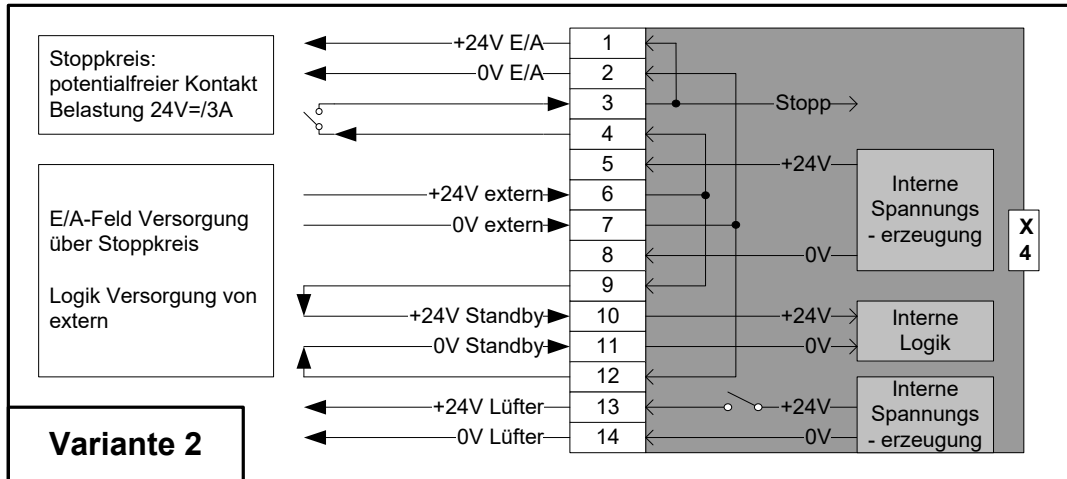 Stoppkreis:
potentialfreier Kontakt
Belastung 24V=/3A
E/A-Feld Versorgung
über Stoppkreis
Logik Versorgung von
extern
Variante 2
+24V E/A
0V E/A
+24V extern
0V extern
+24V Standby
0V Standby
+24V Lüfter
0V Lüfter
1
2
3
4
5
6
7
8
9
10
11
12
13
14
Stopp
+24V
0V
Interne
Spannungs
- erzeugung
+24V
0V
Interne
Logik
+24V
0V
Interne
Spannungs
- erzeugung
X
4